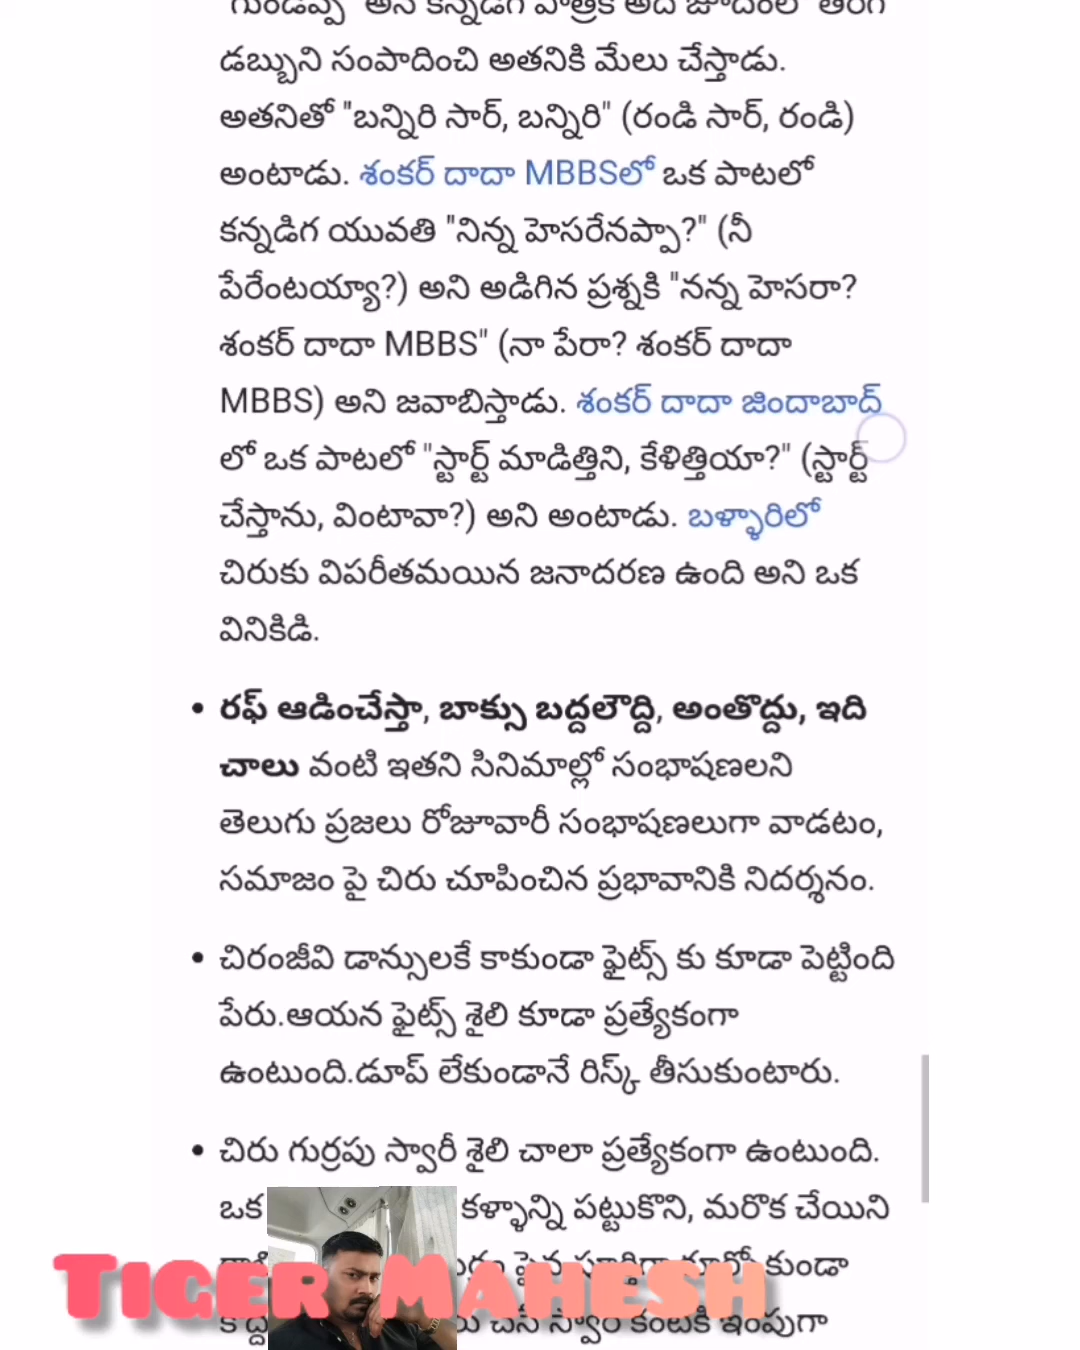 డబ్బుని సంపాదించి అతనికి మేలు చేస్తాడు.
అతనితో "బన్నిరి సార్, బన్నిరి" (రండి సార్, రండి)
అంటాడు. శంకర్ దాదా MBBSలో ఒక పాటలో
కన్నడిగ యువతి "నిన్న హెసరేనప్పా?" (నీ
పేరేంటయ్యా?) అని అడిగిన ప్రశ్నకి "నన్న హెసరా?
శంకర్ దాదా MBBS" (నా పేరా? శంకర్ దాదా
MBBS) అని జవాబిస్తాడు. శంకర్ దాదా జిందాబాద్
లో ఒక పాటలో "స్టార్ట్ మాడిత్తిని, కేళిత్తియా?" (స్టార్ట్
చేస్తాను, వింటావా?) అని అంటాడు. బళ్ళారిలో
చిరుకు విపరీతమయిన జనాదరణ ఉంది అని ఒక
వినికిడి.
• రఫ్ ఆడించేస్తా, బాక్సు బద్దలౌద్ది, అంతొద్దు, ఇది
చాలు వంటి ఇతని సినిమాల్లో సంభాషణలని
తెలుగు ప్రజలు రోజూవారీ సంభాషణలుగా వాడటం,
సమాజం పై చిరు చూపించిన ప్రభావానికి నిదర్శనం.
• చిరంజీవి డాన్సులకే కాకుండా ఫైట్స్ కు కూడా పెట్టింది
పేరు.ఆయన ఫైట్స్ శైలి కూడా ప్రత్యేకంగా
ఉంటుంది.డూప్ లేకుండానే రిస్క్ తీసుకుంటారు.
• చిరు గుర్రపు స్వారీ శైలి చాలా ప్రత్యేకంగా ఉంటుంది.
ఒక కళ్ళాన్ని పట్టుకొని, మరొక చేయిని
పైన పూర్తిగా కూర్చోకుండా
చేసే స్వారీ కంటికి ఇంపుగా
TIGER MAHESH